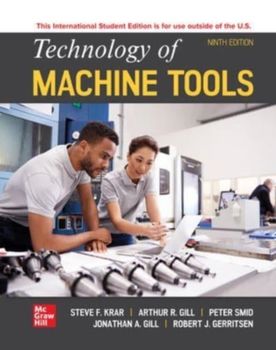 This International Student Edition is for use outside of the U.S.
Technology of
NINTH EDITION
MACHINE TOOLS
Mc
Graw
Hill
STEVE F. KRAR
ARTHUR R. GILL
PETER SMID
JONATHAN A. GILL
ROBERT J. GERRITSEN